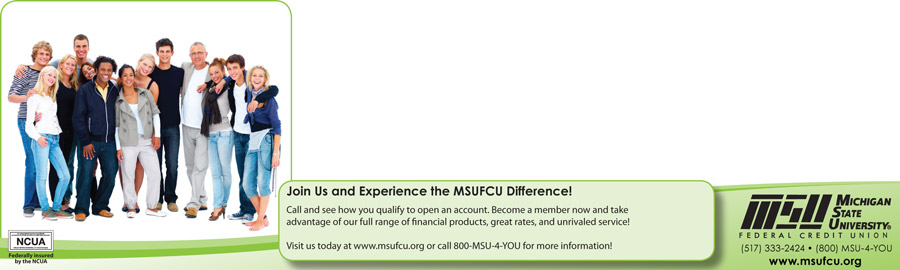 Join Us and Experience the MSUFCU Difference!
Call and see how you qualify to open an account. Become a member now and take
advantage of our full range of financial products, great rates, and unrivaled service!
Visit us today at www.msufcu.org or call 800-MSU-4-YOU for more information!
NCUA
Federally insured
by the NCUA
MSU MICHIGAN
STATE
UNIVERSITY®
FEDERAL CREDIT UNION
(517) 333-2424 • (800) MSU-4-YOU
www.msufcu.org